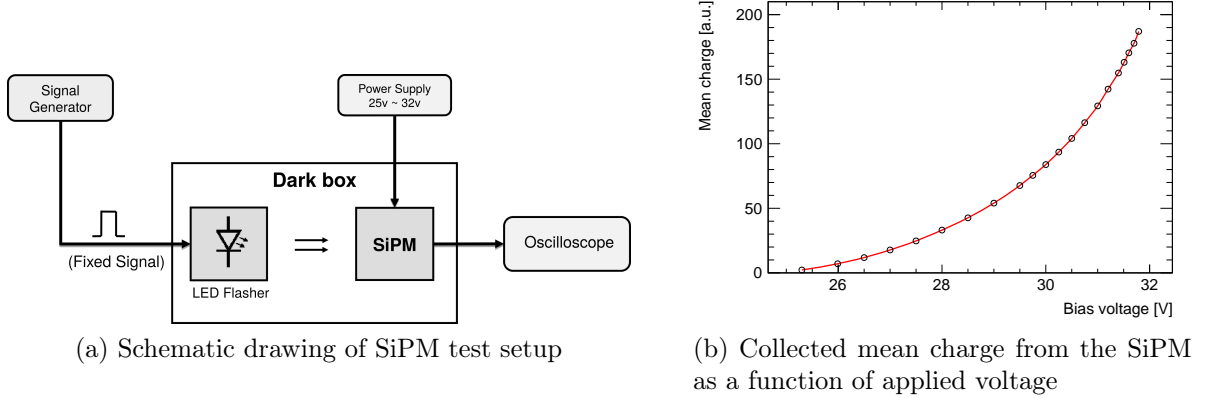 Signal
Generator
Power Supply
25v ~ 32v
Dark box
SiPM
Oscilloscope
(Fixed Signal)
LED Flasher
(a) Schematic drawing of SiPM test setup
Mean charge [a.u.]
200
150
100
50
0
26 28 30 32
Bias voltage [V]
(b) Collected mean charge from the SiPM
as a function of applied voltage